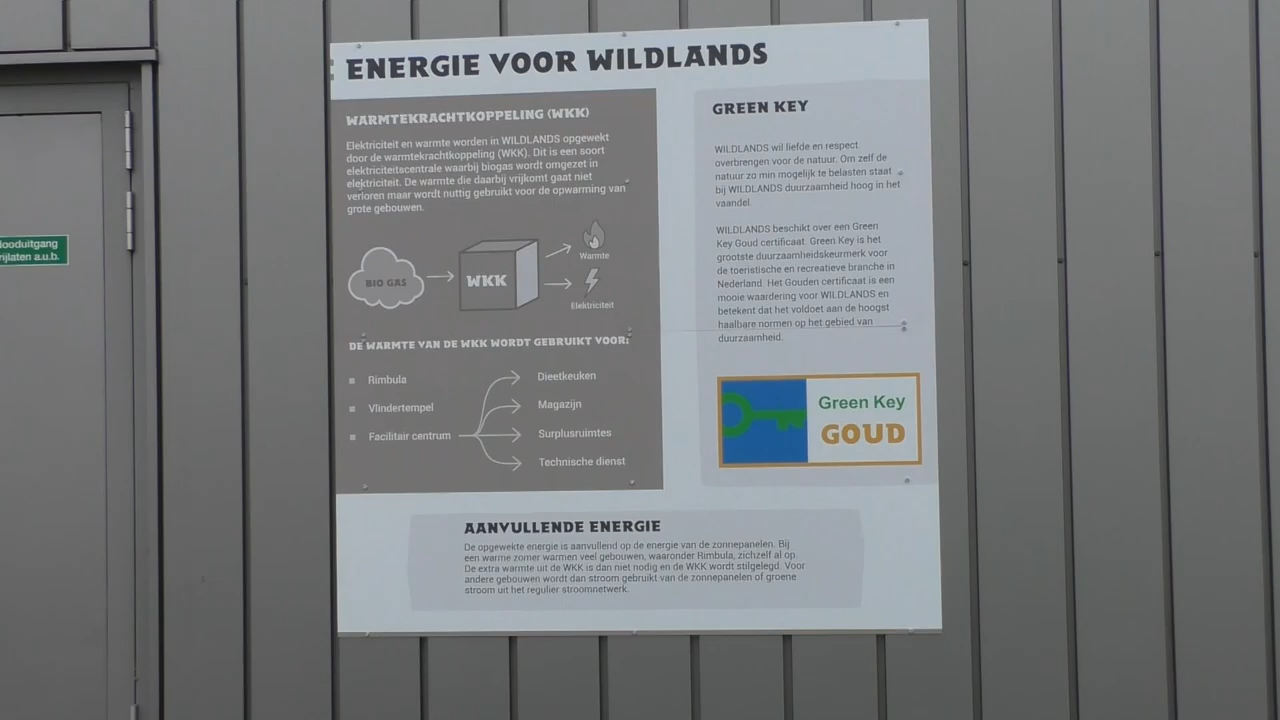 ENERGIE VOOR WILDLANDS
WARMTEKRACHTKOPPELING (WKK)
Elektriciteit en warmte worden in WILDLANDS opgewekt
door de warmtekrachtkoppeling (WKK). Dit is een soort
elektriciteitscentrale waarbij biogas wordt omgezet in
elektriciteit. De warmte die daarbij vrijkomt gaat niet
verloren maar wordt nuttig gebruikt voor de opwarming van
grote gebouwen.
BIO GAS
WKK
Warmte
Elektriciteit
DE WARMTE VAN DE WKK WORDT GEBRUIKT VOOR:
Rimbula
Vlindertempel
Facilitair centrum
Dieetkeuken
Magazijn
Surplusruimtes
Technische dienst
GREEN KEY
WILDLANDS wil liefde en respect
overbrengen voor de natuur. Om zelf de
natuur zo min mogelijk te belasten staat
bij WILDLANDS duurzaamheid hoog in het
vaandel.
WILDLANDS beschikt over een Green
Key Goud certificaat. Green Key is het
grootste duurzaamheidskeurmerk voor
de toeristische en recreatieve branche in
Nederland. Het Gouden certificaat is een
mooie waardering voor WILDLANDS en
betekent dat het voldoet aan de hoogst
haalbare normen op het gebied van
duurzaamheid.
Green Key
GOUD
AANVULLENDE ENERGIE
De opgewekte energie is aanvullend op de energie van de zonnepanelen. Bij
een warme zomer warmen veel gebouwen, waaronder Rimbula, zichzelf al op.
De extra warmte uit de WKK is dan niet nodig en de WKK wordt stilgelegd. Voor
andere gebouwen wordt dan stroom gebruikt van de zonnepanelen of groene
stroom uit het regulier stroomnetwerk.
looduitgang
rijlaten a.u.b.